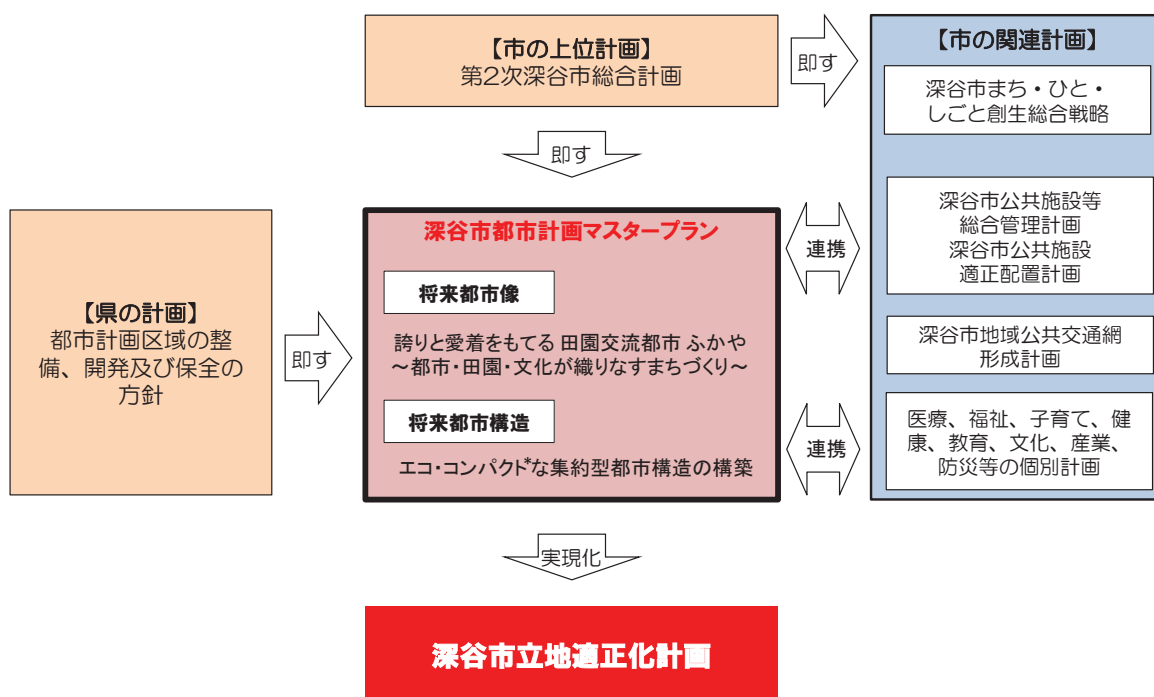 【市の上位計画】
第2次深谷市総合計画
即す
【市の関連計画】
深谷市まち・ひと・
しごと創生総合戦略
即す
深谷市公共施設等
総合管理計画
深谷市公共施設
適正配置計画
深谷市地域公共交通網
形成計画
医療、福祉、子育て、健
康、教育、文化、産業、
防災等の個別計画
【県の計画】
都市計画区域の整
備、開発及び保全の
方針
即す
深谷市都市計画マスタープラン
将来都市像
誇りと愛着をもてる 田園交流都市 ふかや
～都市・田園・文化が織りなすまちづくり～
将来都市構造
エコ・コンパクト*な集約型都市構造の構築
連携
連携
実現化
深谷市立地適正化計画